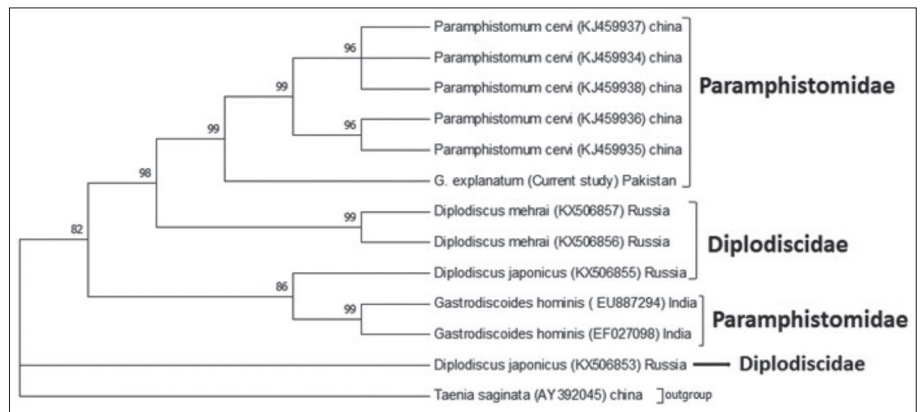 Paramphistomum cervi (KJ459937) china
96
Paramphistomum cervi (KJ459934) china
99
Paramphistomum cervi (KJ459938) china
Paramphistomidae
99
96
Paramphistomum cervi (KJ459936) china
Paramphistomum cervi (KJ459935) china
98
G. explanatum (Current study) Pakistan
99
Diplodiscus mehrai (KX506857) Russia
82
Diplodiscus mehrai (KX506856) Russia
Diplodiscidae
86
Diplodiscus japonicus (KX506855) Russia
99
Gastrodiscoides hominis ( EU887294) India
Paramphistomidae
Gastrodiscoides hominis (EF027098) India
Diplodiscus japonicus (KX506853) Russia
Diplodiscidae
Taenia saginata (AY392045) china
outgroup